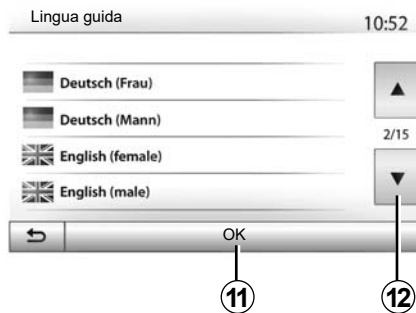 Lingua guida
10:52
Deutsch (Frau)
Deutsch (Mann)
2/15
English (female)
English (male)
OK
11
12